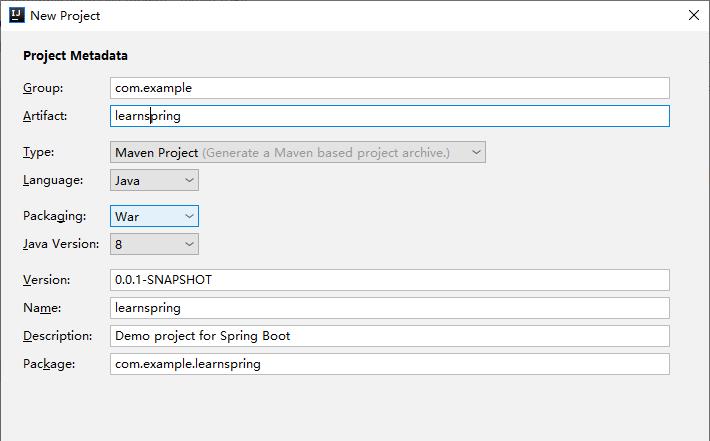 New Project
Project Metadata
Group: com.example
Artifact: learnspring
Type: Maven Project (Generate a Maven based project archive.)
Language: Java
Packaging: War
Java Version: 8
Version: 0.0.1-SNAPSHOT
Name: learnspring
Description: Demo project for Spring Boot
Package: com.example.learnspring